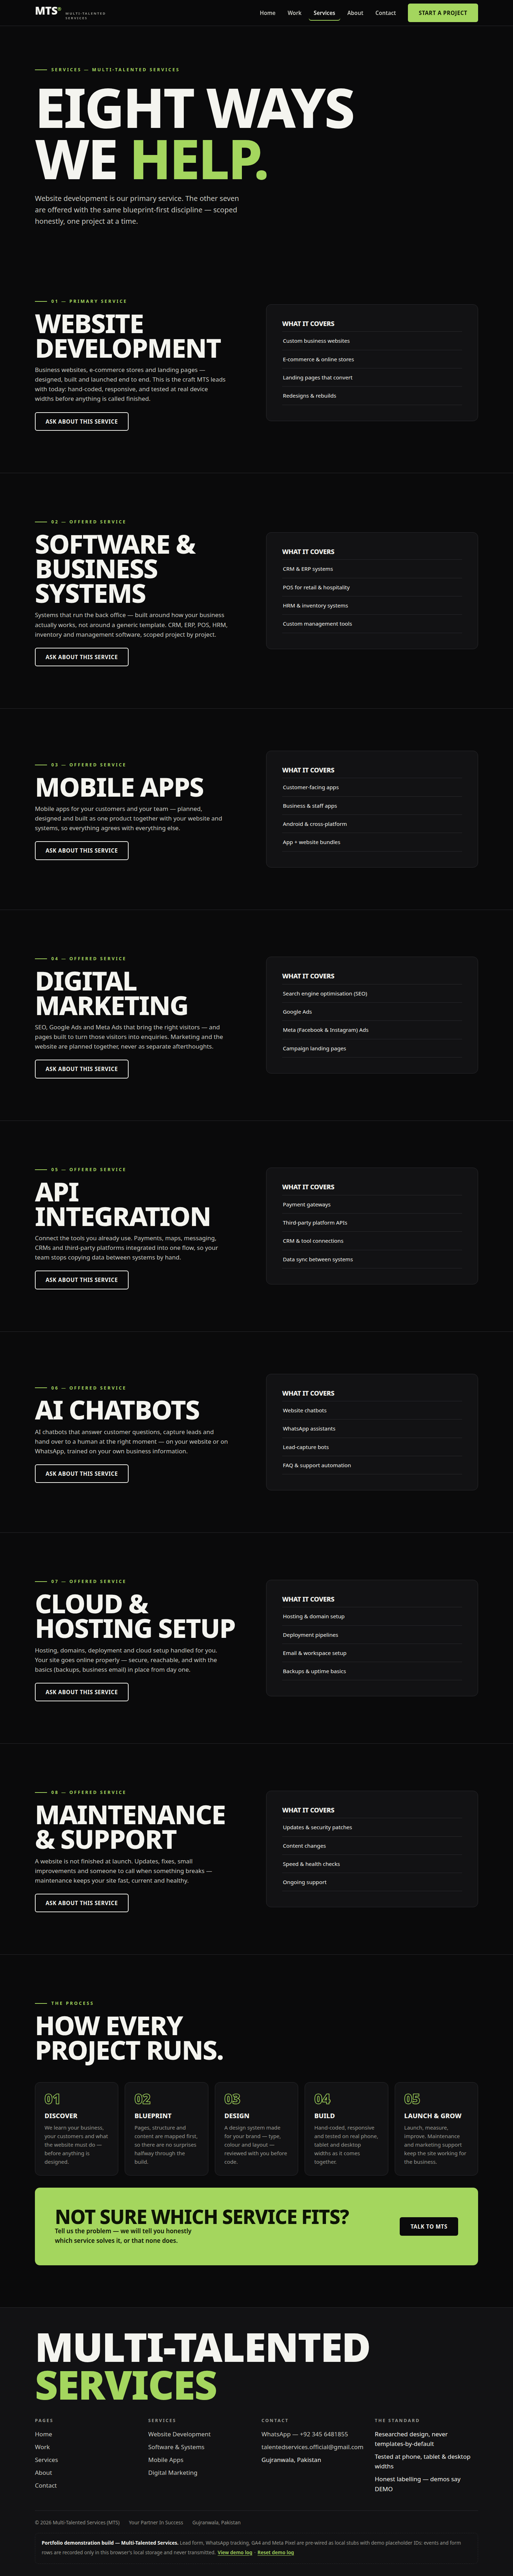 MTS®
MULTI-TALENTED
SERVICES
Home
Work
Services
About
Contact
START A PROJECT
SERVICES — MULTI-TALENTED SERVICES
EIGHT WAYS
WE HELP.
Website development is our primary service. The other seven
are offered with the same blueprint-first discipline — scoped
honestly, one project at a time.
01 — PRIMARY SERVICE
WEBSITE
DEVELOPMENT
Business websites, e-commerce stores and landing pages —
designed, built and launched end to end. This is the craft MTS leads
with today: hand-coded, responsive, and tested at real device
widths before anything is called finished.
ASK ABOUT THIS SERVICE
WHAT IT COVERS
Custom business websites
E-commerce & online stores
Landing pages that convert
Redesigns & rebuilds
02 — OFFERED SERVICE
SOFTWARE &
BUSINESS
SYSTEMS
Systems that run the back office — built around how your business
actually works, not around a generic template. CRM, ERP, POS, HRM,
inventory and management software, scoped project by project.
ASK ABOUT THIS SERVICE
WHAT IT COVERS
CRM & ERP systems
POS for retail & hospitality
HRM & inventory systems
Custom management tools
03 — OFFERED SERVICE
MOBILE APPS
Mobile apps for your customers and your team — planned,
designed and built as one product together with your website and
systems, so everything agrees with everything else.
ASK ABOUT THIS SERVICE
WHAT IT COVERS
Customer-facing apps
Business & staff apps
Android & cross-platform
App + website bundles
04 — OFFERED SERVICE
DIGITAL
MARKETING
SEO, Google Ads and Meta Ads that bring the right visitors — and
pages built to turn those visitors into enquiries. Marketing and the
website are planned together, never as separate afterthoughts.
ASK ABOUT THIS SERVICE
WHAT IT COVERS
Search engine optimisation (SEO)
Google Ads
Meta (Facebook & Instagram) Ads
Campaign landing pages
05 — OFFERED SERVICE
API
INTEGRATION
Connect the tools you already use. Payments, maps, messaging,
CRMs and third-party platforms integrated into one flow, so your
team stops copying data between systems by hand.
ASK ABOUT THIS SERVICE
WHAT IT COVERS
Payment gateways
Third-party platform APIs
CRM & tool connections
Data sync between systems
06 — OFFERED SERVICE
AI CHATBOTS
AI chatbots that answer customer questions, capture leads and
hand over to a human at the right moment — on your website or on
WhatsApp, trained on your own business information.
ASK ABOUT THIS SERVICE
WHAT IT COVERS
Website chatbots
WhatsApp assistants
Lead-capture bots
FAQ & support automation
07 — OFFERED SERVICE
CLOUD &
HOSTING SETUP
Hosting, domains, deployment and cloud setup handled for you.
Your site goes online properly — secure, reachable, and with the
basics (backups, business email) in place from day one.
ASK ABOUT THIS SERVICE
WHAT IT COVERS
Hosting & domain setup
Deployment pipelines
Email & workspace setup
Backups & uptime basics
08 — OFFERED SERVICE
MAINTENANCE
& SUPPORT
A website is not finished at launch. Updates, fixes, small
improvements and someone to call when something breaks —
maintenance keeps your site fast, current and healthy.
ASK ABOUT THIS SERVICE
WHAT IT COVERS
Updates & security patches
Content changes
Speed & health checks
Ongoing support
THE PROCESS
HOW EVERY
PROJECT RUNS.
01
DISCOVER
We learn your business,
your customers and what
the website must do —
before anything is
designed.
02
BLUEPRINT
Pages, structure and
content are mapped first,
so there are no surprises
halfway through the
build.
03
DESIGN
A design system made
for your brand — type,
colour and layout —
reviewed with you before
code.
04
BUILD
Hand-coded, responsive
and tested on real phone,
tablet and desktop
widths as it comes
together.
05
LAUNCH & GROW
Launch, measure,
improve. Maintenance
and marketing support
keep the site working for
the business.
NOT SURE WHICH SERVICE FITS?
Tell us the problem — we will tell you honestly
which service solves it, or that none does.
TALK TO MTS
MULTI-TALENTED
SERVICES
PAGES
Home
Work
Services
About
Contact
SERVICES
Website Development
Software & Systems
Mobile Apps
Digital Marketing
CONTACT
WhatsApp — +92 345 6481855
talentedservices.official@gmail.com
Gujranwala, Pakistan
THE STANDARD
Researched design, never
templates-by-default
Tested at phone, tablet & desktop
widths
Honest labelling — demos say
DEMO
© 2026 Multi-Talented Services (MTS)
Your Partner In Success
Gujranwala, Pakistan
Portfolio demonstration build — Multi-Talented Services. Lead form, WhatsApp tracking, GA4 and Meta Pixel are pre-wired as local stubs with demo placeholder IDs; events and form
rows are recorded only in this browser's local storage and never transmitted. View demo log · Reset demo log